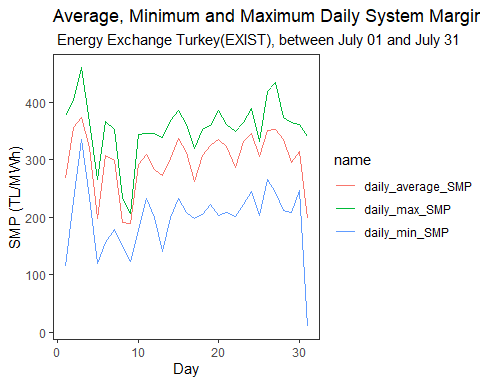 Average, Minimum and Maximum Daily System Margin
Energy Exchange Turkey(EXIST), between July 01 and July 31
400
300
200
100
0
SMP (TL/MWh)
0
10
20
30
Day
name
daily_average_SMP
daily_max_SMP
daily_min_SMP